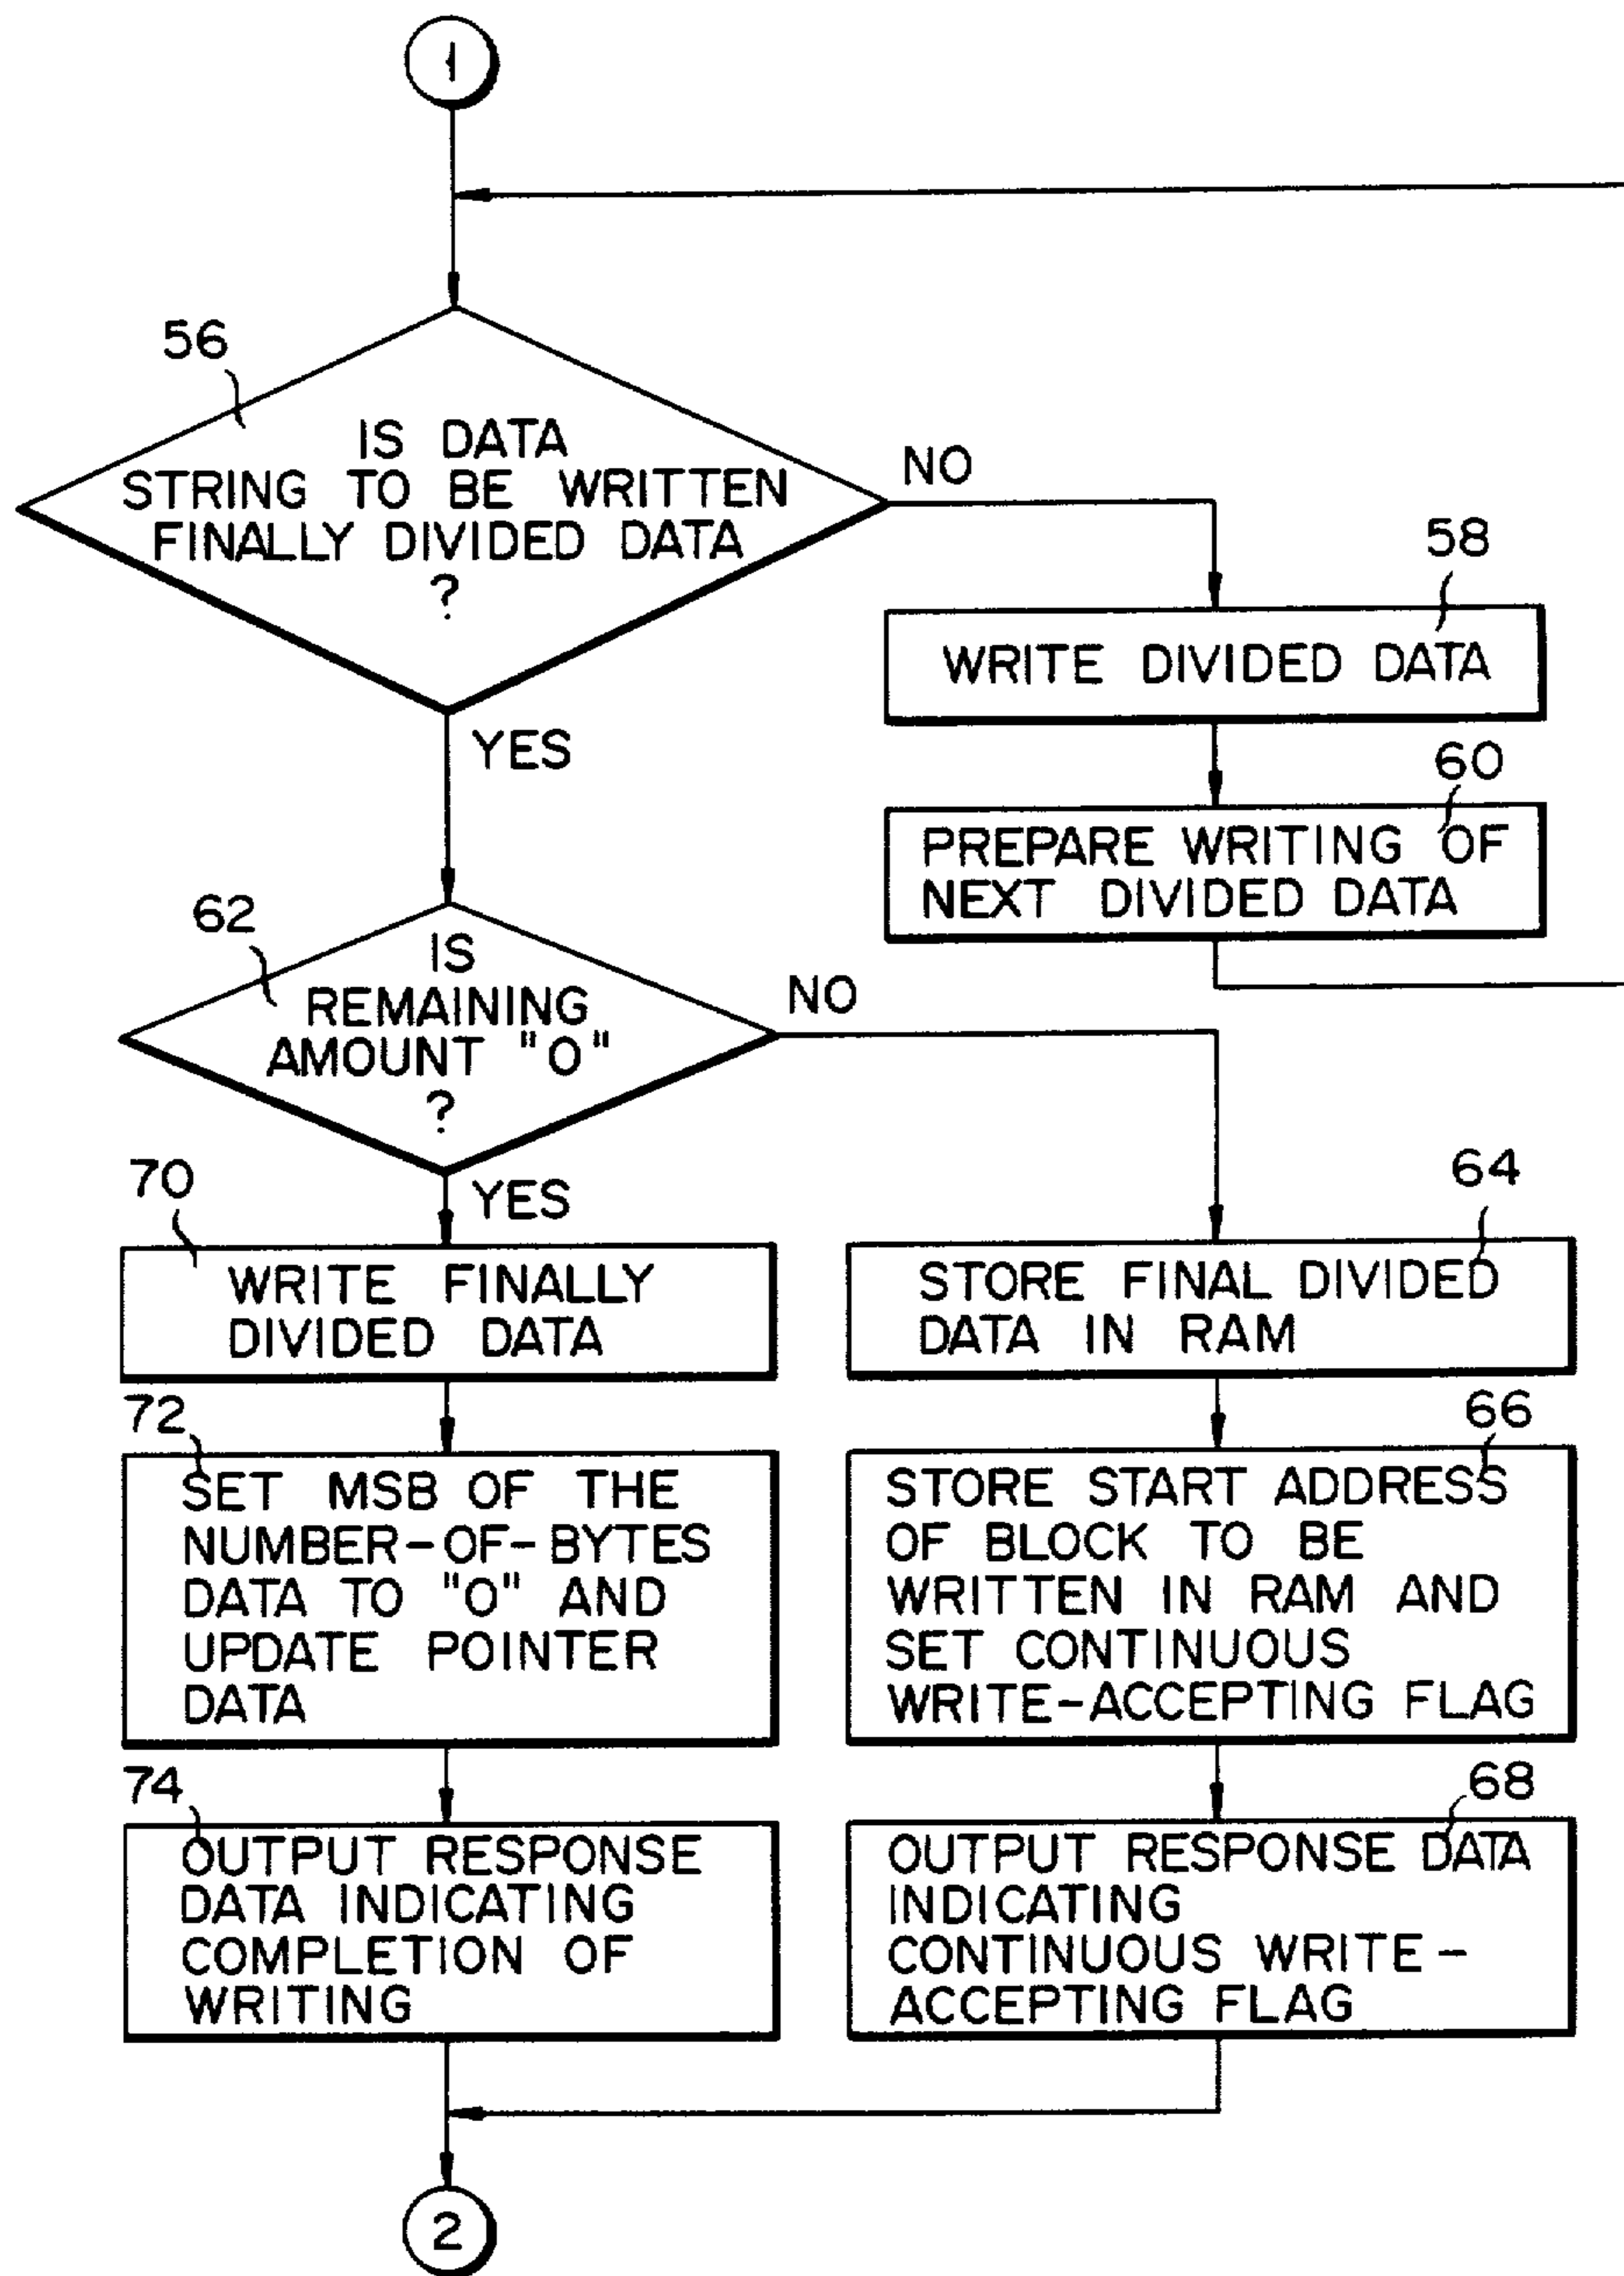 1
56
IS DATA
STRING TO BE WRITTEN
FINALLY DIVIDED DATA
?
NO
YES
58
WRITE DIVIDED DATA
60
PREPARE WRITING OF
NEXT DIVIDED DATA
62
IS
REMAINING
AMOUNT "0"
?
NO
YES
70
WRITE FINALLY
DIVIDED DATA
72
SET MSB OF THE
NUMBER-OF-BYTES
DATA TO "0" AND
UPDATE POINTER
DATA
74
OUTPUT RESPONSE
DATA INDICATING
COMPLETION OF
WRITING
64
STORE FINAL DIVIDED
DATA IN RAM
66
STORE START ADDRESS
OF BLOCK TO BE
WRITTEN IN RAM AND
SET CONTINUOUS
WRITE-ACCEPTING FLAG
68
OUTPUT RESPONSE DATA
INDICATING
CONTINUOUS WRITE-
ACCEPTING FLAG
2